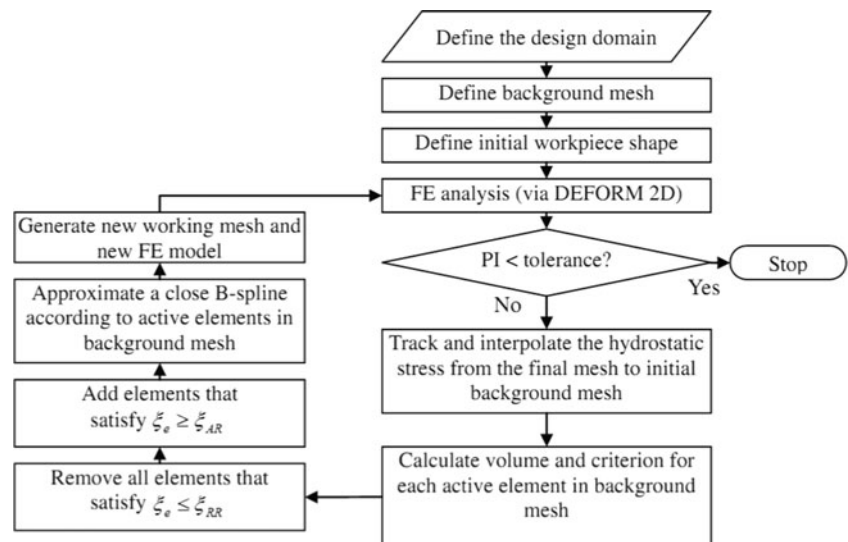 Define the design domain
Define background mesh
Define initial workpiece shape
FE analysis (via DEFORM 2D)
PI < tolerance?
Yes
Stop
No
Track and interpolate the hydrostatic
stress from the final mesh to initial
background mesh
Calculate volume and criterion for
each active element in background
mesh
Remove all elements that
satisfy ξₑ ≤ ξ_RR
Add elements that
satisfy ξₑ ≥ ξ_AR
Approximate a close B-spline
according to active elements in
background mesh
Generate new working mesh and
new FE model